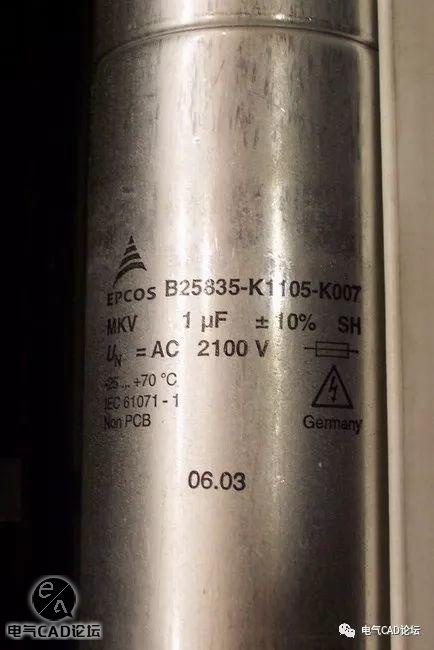 EPCOS B25835-K1105-K007
MKV 1 µF ± 10% SH
UN = AC 2100 V
-25 ... +70 °C
IEC 61071 - 1
Non PCB
Germany
06.03
eA
电气CAD论坛
电气CAD论坛